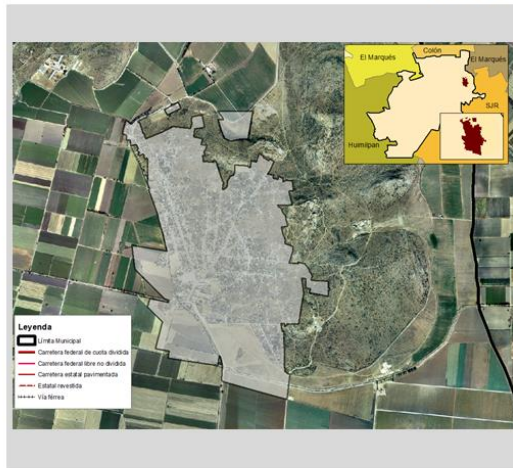 Colón
El Marqués
El Marqués
SJR
Huimilpan
Leyenda
Límite Municipal
Carretera federal de cuota dividida
Carretera federal libre no dividida
Carretera estatal pavimentada
Estatal revestida
Vía férrea